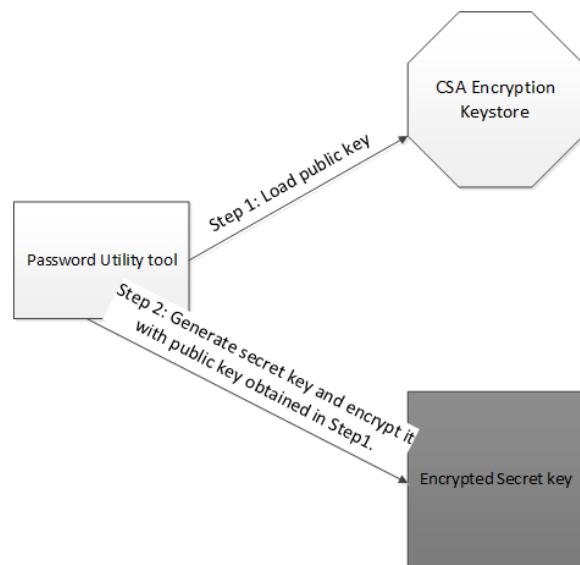 CSA Encryption
Keystore
Step 1: Load public key
Password Utility tool
Step 2: Generate secret key and encrypt it
with public key obtained in Step1.
Encrypted Secret key